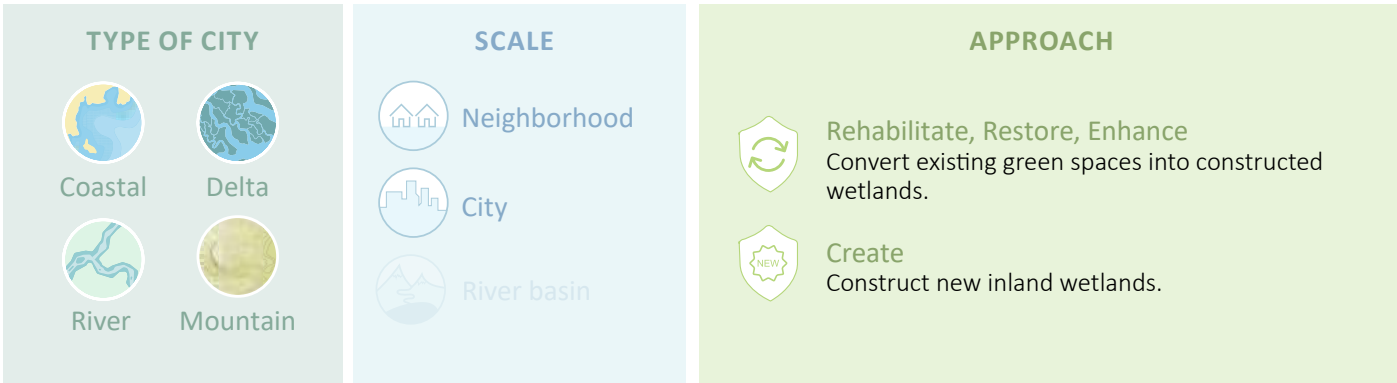 TYPE OF CITY
Coastal
Delta
River
Mountain
SCALE
Neighborhood
City
River basin
APPROACH
Rehabilitate, Restore, Enhance
Convert existing green spaces into constructed
wetlands.
NEW
Create
Construct new inland wetlands.